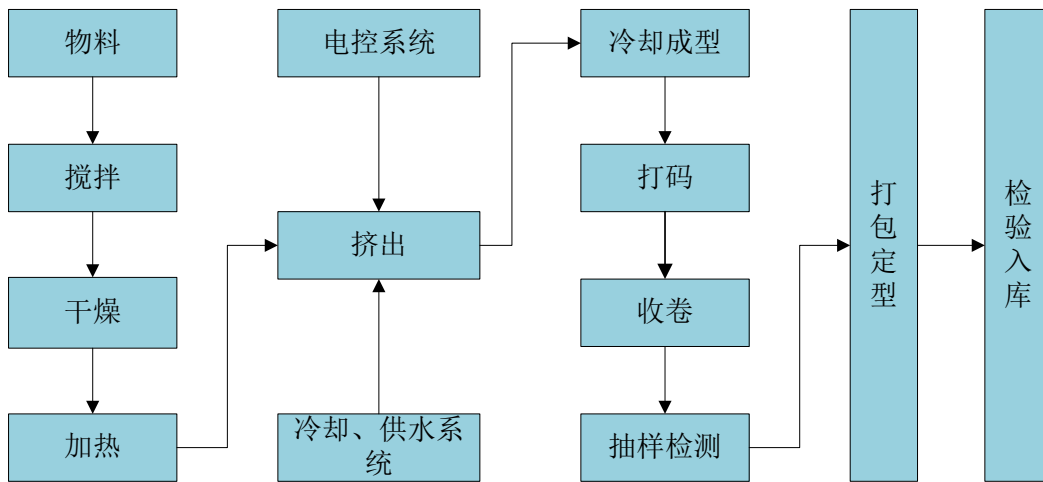 物料
搅拌
干燥
加热
电控系统
挤出
冷却、供水系
统
冷却成型
打码
收卷
抽样检测
打包定型
检验入库